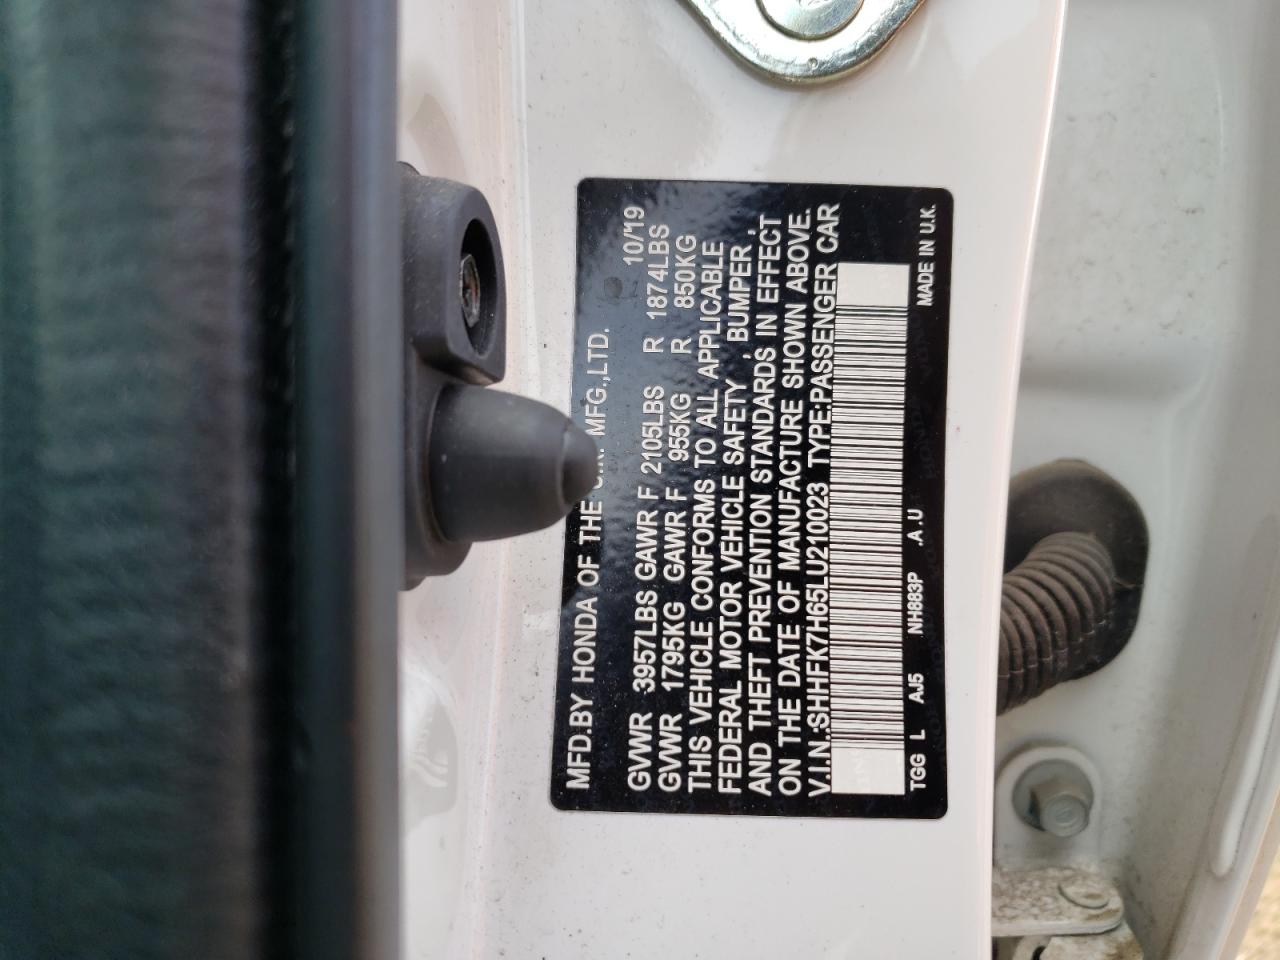 MFD.BY HONDA OF THE U.K. MFG.,LTD.
10/19
GVWR 3957LBS GAWR F 2105LBS R 1874LBS
GVWR 1795KG GAWR F 955KG R 850KG
THIS VEHICLE CONFORMS TO ALL APPLICABLE
FEDERAL MOTOR VEHICLE SAFETY , BUMPER ,
AND THEFT PREVENTION STANDARDS IN EFFECT
ON THE DATE OF MANUFACTURE SHOWN ABOVE.
V.I.N.:SHHFK7H65LU210023 TYPE:PASSENGER CAR
TGG L AJ5 NH883P .A.U MADE IN U.K.